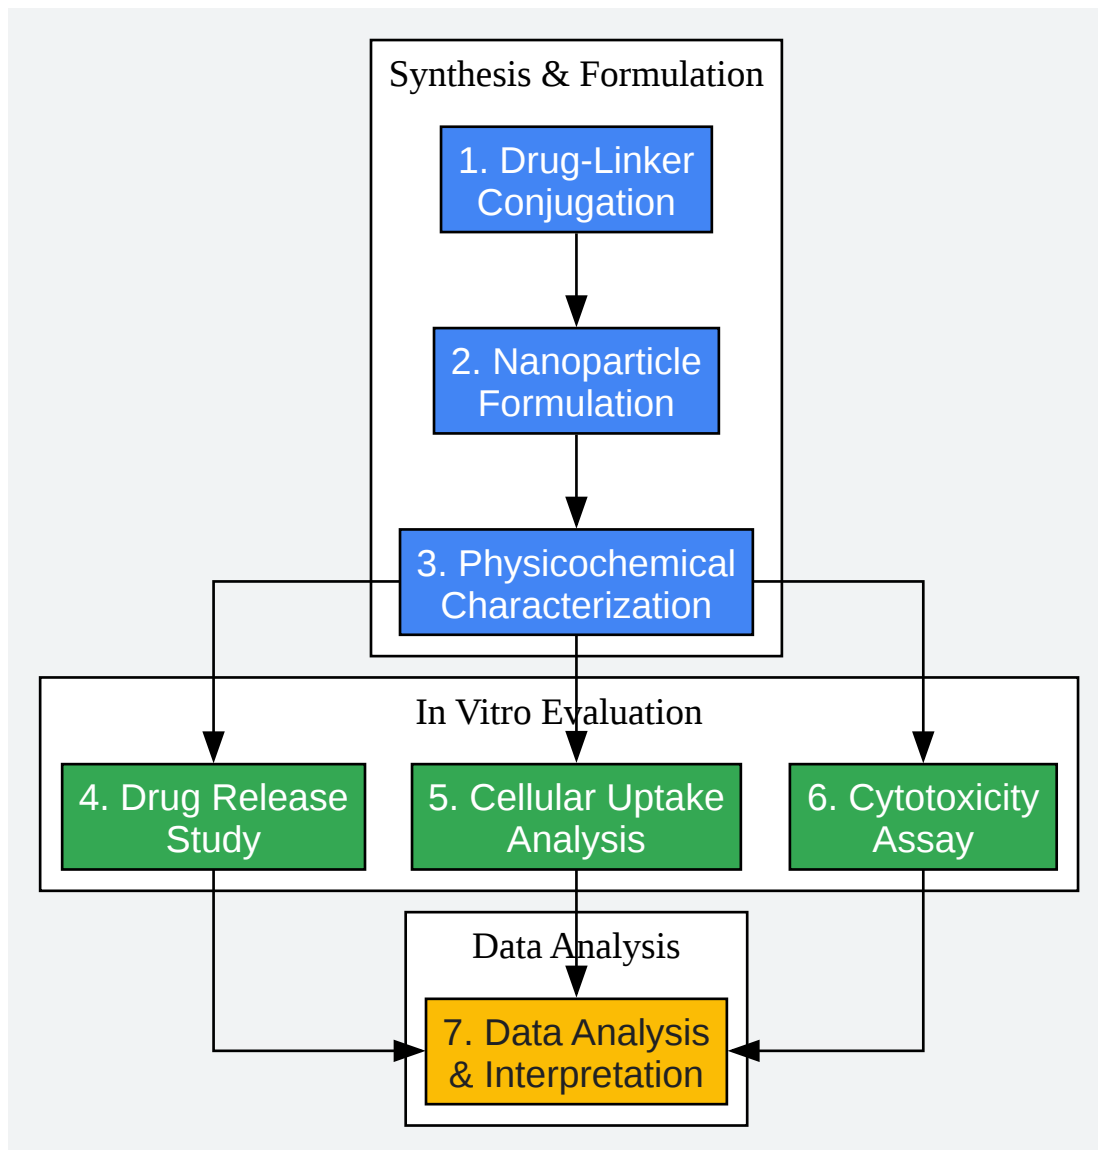 Synthesis & Formulation
1. Drug-Linker
Conjugation
2. Nanoparticle
Formulation
3. Physicochemical
Characterization
In Vitro Evaluation
4. Drug Release
Study
5. Cellular Uptake
Analysis
6. Cytotoxicity
Assay
Data Analysis
7. Data Analysis
& Interpretation